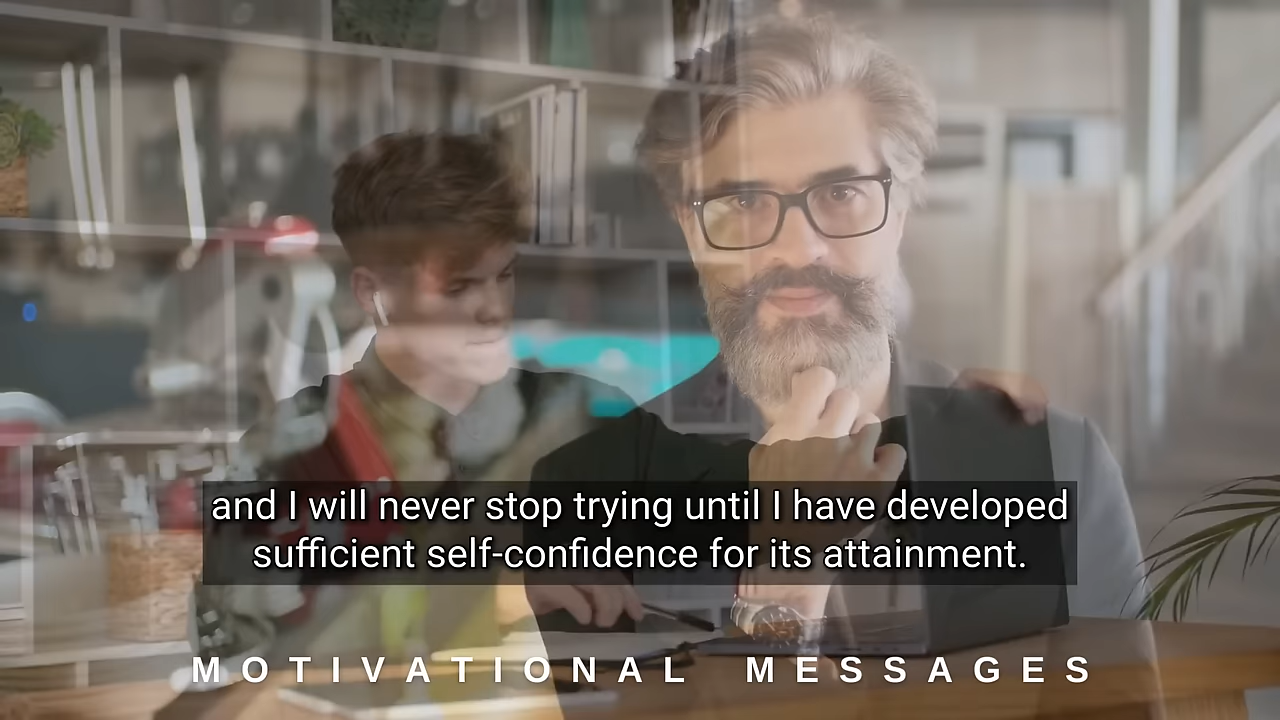 and I will never stop trying until I have developed
sufficient self-confidence for its attainment.
MOTIVATIONAL MESSAGES